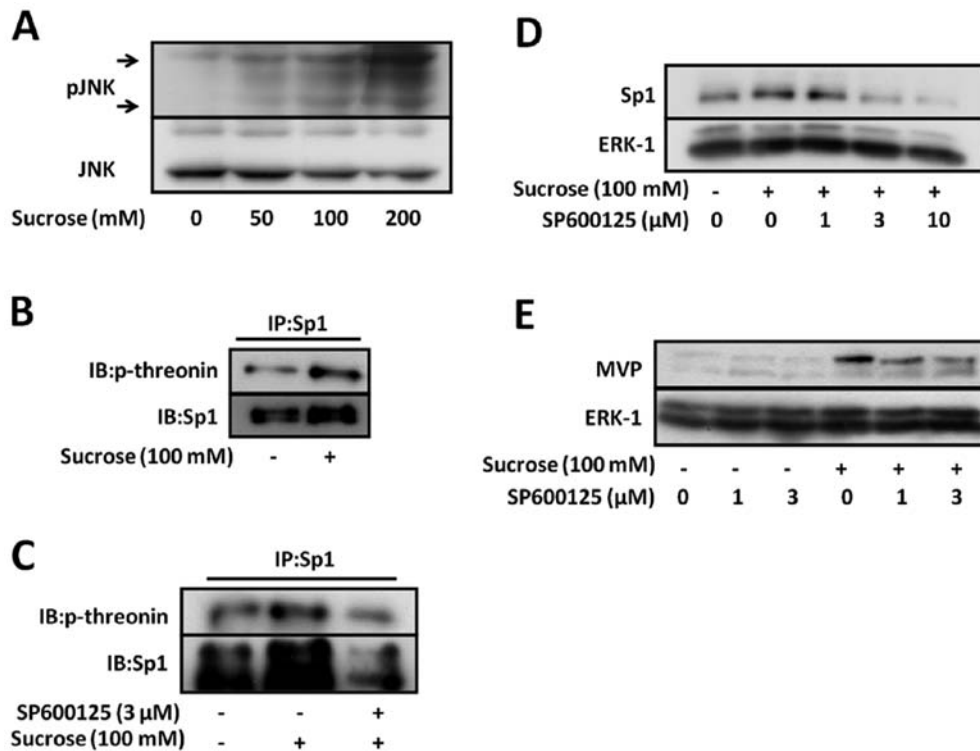 A
pJNK
JNK
Sucrose (mM) 0 50 100 200
B
IP:Sp1
IB:p-threonin
IB:Sp1
Sucrose (100 mM) - +
C
IP:Sp1
IB:p-threonin
IB:Sp1
SP600125 (3 µM) - - +
Sucrose (100 mM) - + +
D
Sp1
ERK-1
Sucrose (100 mM) - + + + +
SP600125 (µM) 0 0 1 3 10
E
MVP
ERK-1
Sucrose (100 mM) - - - + + +
SP600125 (µM) 0 1 3 0 1 3